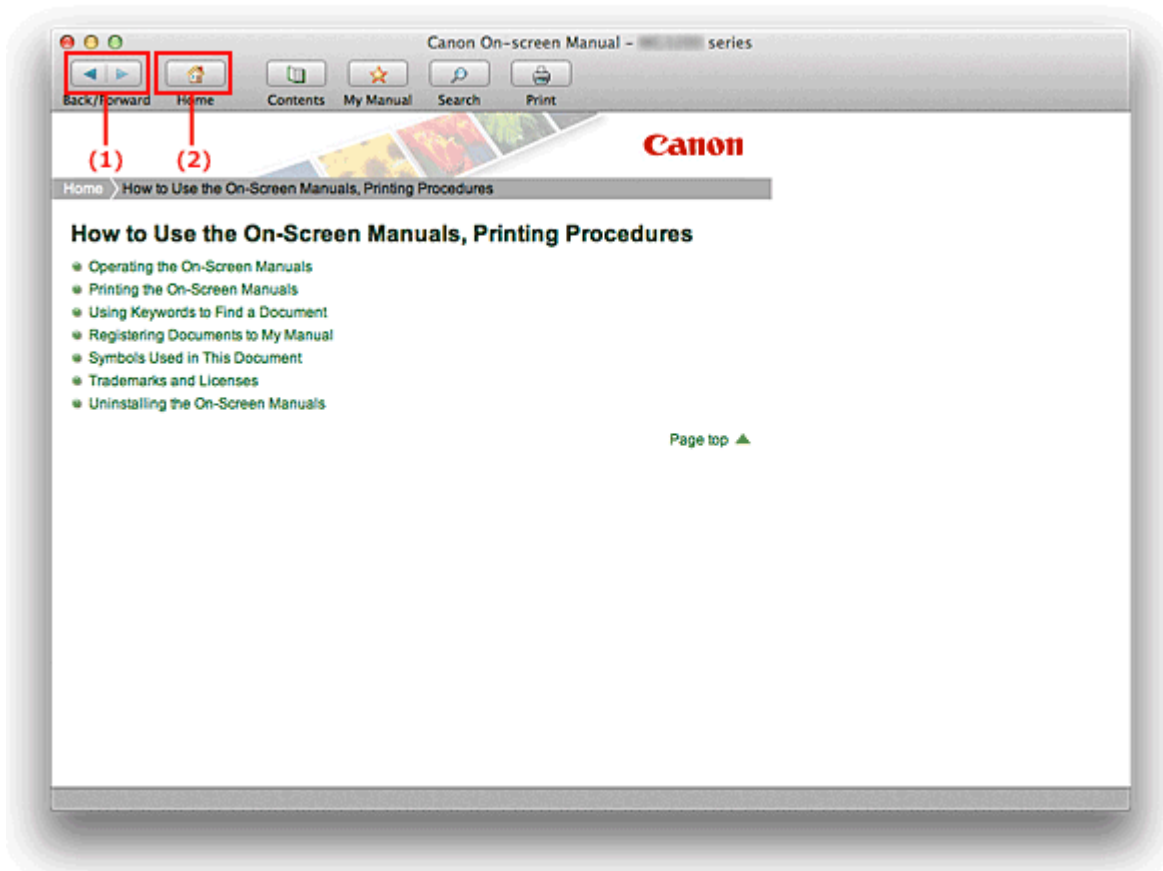 Canon On-screen Manual - series
Back/Forward Home Contents My Manual Search Print
(1) (2)
Canon
Home How to Use the On-Screen Manuals, Printing Procedures
How to Use the On-Screen Manuals, Printing Procedures
Operating the On-Screen Manuals
Printing the On-Screen Manuals
Using Keywords to Find a Document
Registering Documents to My Manual
Symbols Used in This Document
Trademarks and Licenses
Uninstalling the On-Screen Manuals
Page top